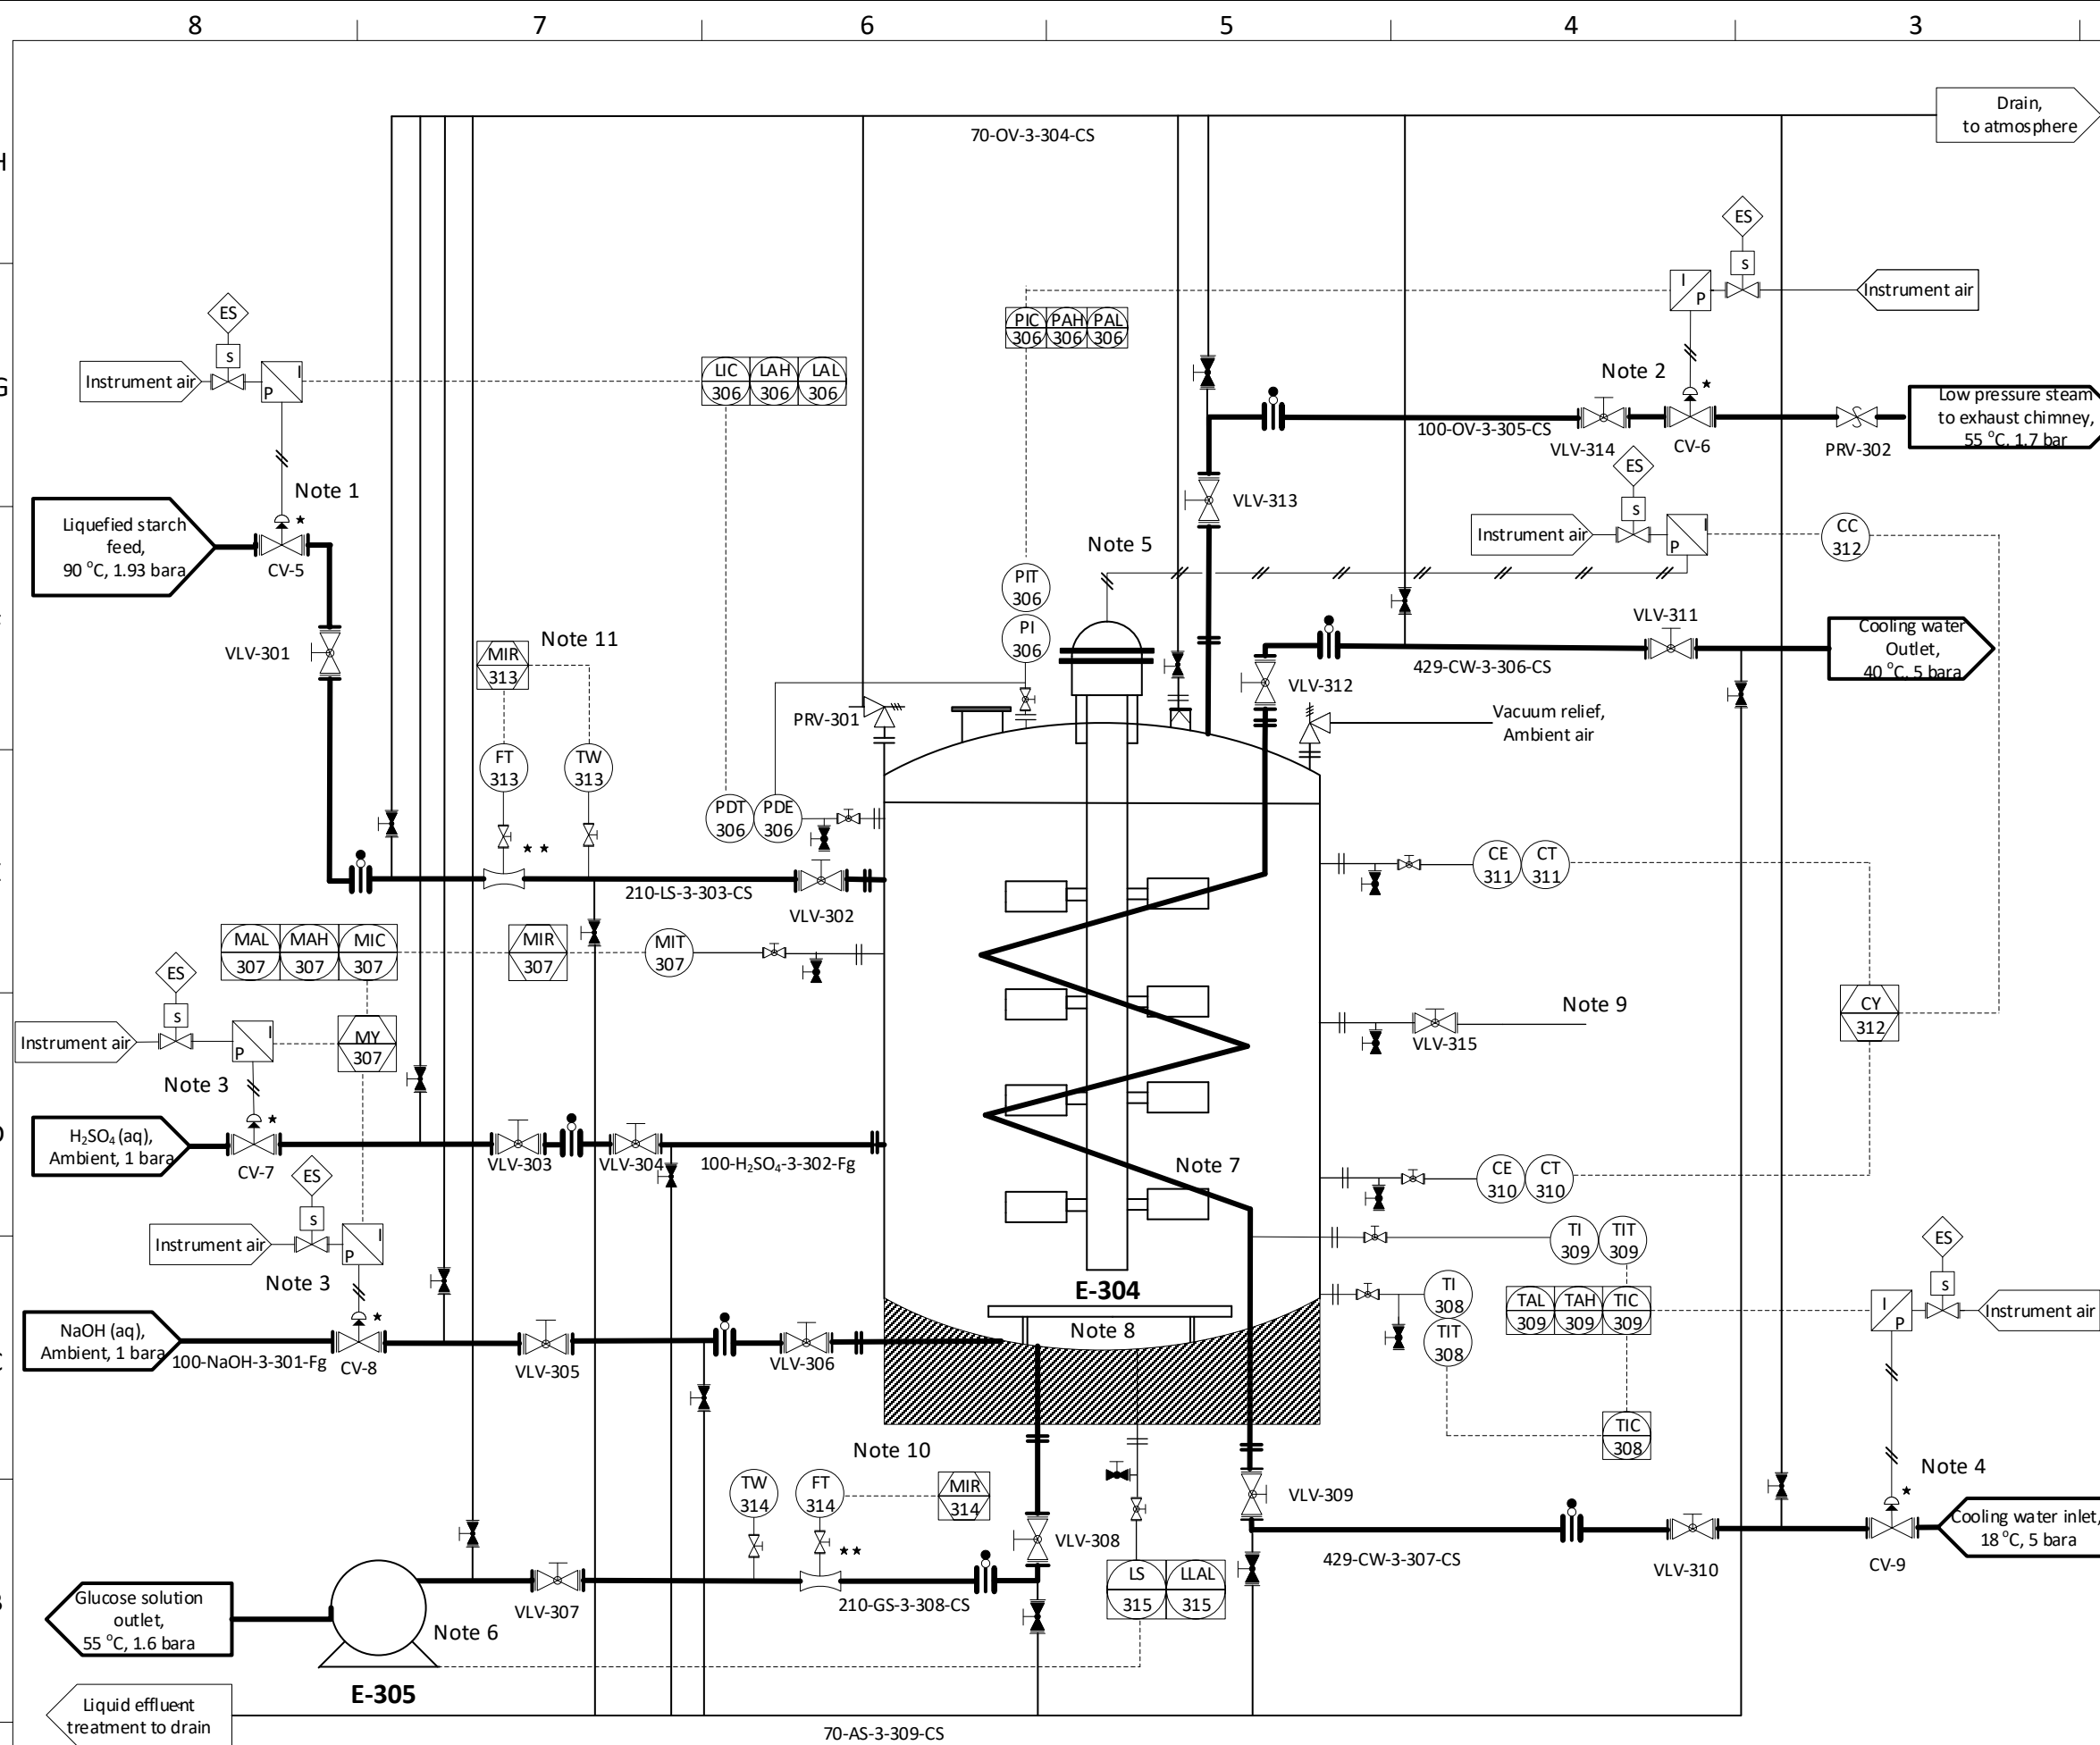 8 7 6 5 4 3
H
G
D
C
Drain,
to atmosphere
70-OV-3-304-CS
ES
s
I
P
Instrument air
ES
s
Instrument air
P
I
LIC
306
LAH
306
LAL
306
PIC
306
PAH
306
PAL
306
Note 2
Low pressure steam
to exhaust chimney,
55 °C, 1.7 bar
100-OV-3-305-CS
VLV-314
CV-6
PRV-302
Note 1
Liquefied starch
feed,
90 °C, 1.93 bara
CV-5
VLV-313
ES
s
Instrument air
P
I
CC
312
Note 5
PIT
306
PI
306
VLV-301
Note 11
MIR
313
VLV-311
Cooling water
Outlet,
40 °C, 5 bara
429-CW-3-306-CS
VLV-312
PRV-301
Vacuum relief,
Ambient air
FT
313
TW
313
PDT
306
PDE
306
CE
311
CT
311
210-LS-3-303-CS
VLV-302
MAL
307
MAH
307
MIC
307
MIR
307
MIT
307
ES
s
Instrument air
P
I
MY
307
Note 9
VLV-315
CY
312
Note 3
H₂SO₄ (aq),
Ambient, 1 bara
CV-7
VLV-303
VLV-304
100-H₂SO₄-3-302-Fg
Note 7
CE
310
CT
310
ES
s
Instrument air
P
I
Note 3
TI
309
TIT
309
ES
s
I
P
Instrument air
E-304
TI
308
TIT
308
TAL
309
TAH
309
TIC
309
Note 8
NaOH (aq),
Ambient, 1 bara
100-NaOH-3-301-Fg
CV-8
VLV-305
VLV-306
TIC
308
Note 10
TW
314
FT
314
MIR
314
VLV-309
Note 4
Cooling water inlet,
18 °C, 5 bara
VLV-308
429-CW-3-307-CS
VLV-310
CV-9
LS
315
LLAL
315
Glucose solution
outlet,
55 °C, 1.6 bara
VLV-307
210-GS-3-308-CS
Note 6
E-305
Liquid effluent
treatment to drain
70-AS-3-309-CS